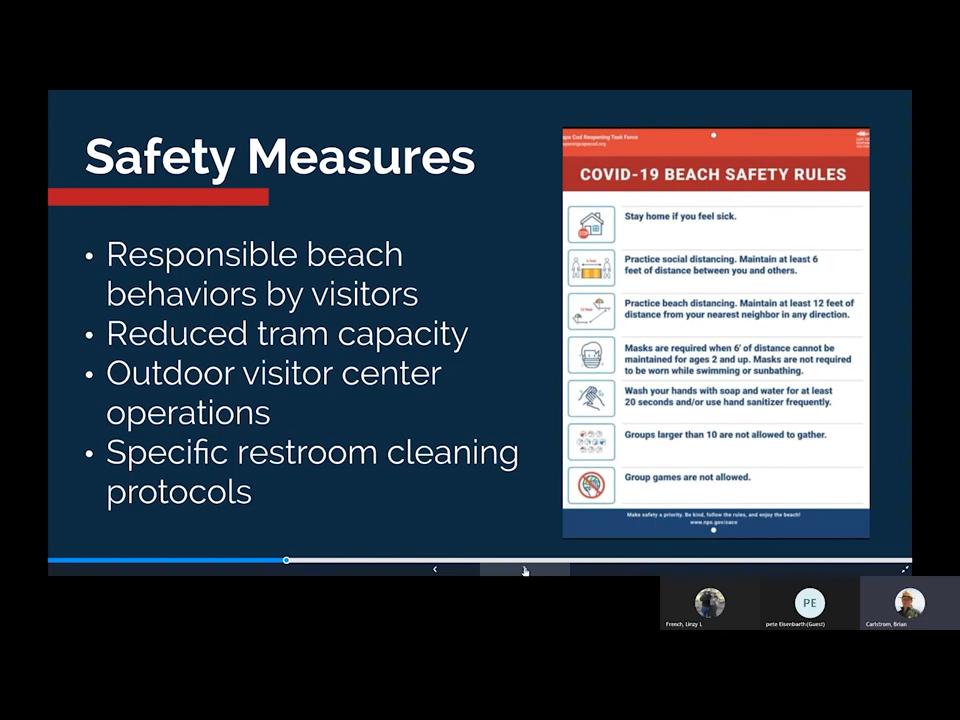 Safety Measures
• Responsible beach
behaviors by visitors
• Reduced tram capacity
• Outdoor visitor center
operations
• Specific restroom cleaning
protocols
Cod Reopening Task Force
COVID-19 BEACH SAFETY RULES
Stay home if you feel sick.
Practice social distancing. Maintain at least 6
feet of distance between you and others.
Practice beach distancing. Maintain at least 12 feet of
distance from your nearest neighbor in any direction.
Masks are required when 6' of distance cannot be
maintained for ages 2 and up. Masks are not required
to be worn while swimming or sunbathing.
Wash your hands with soap and water for at least
20 seconds and/or use hand sanitizer frequently.
Groups larger than 10 are not allowed to gather.
Group games are not allowed.
Make safety a priority. Be kind, follow the rules, and enjoy the beach!
www.nps.gov/caco
PE
French, Linzy L
pete Eisenbarth (Guest)
Carlstrom, Brian